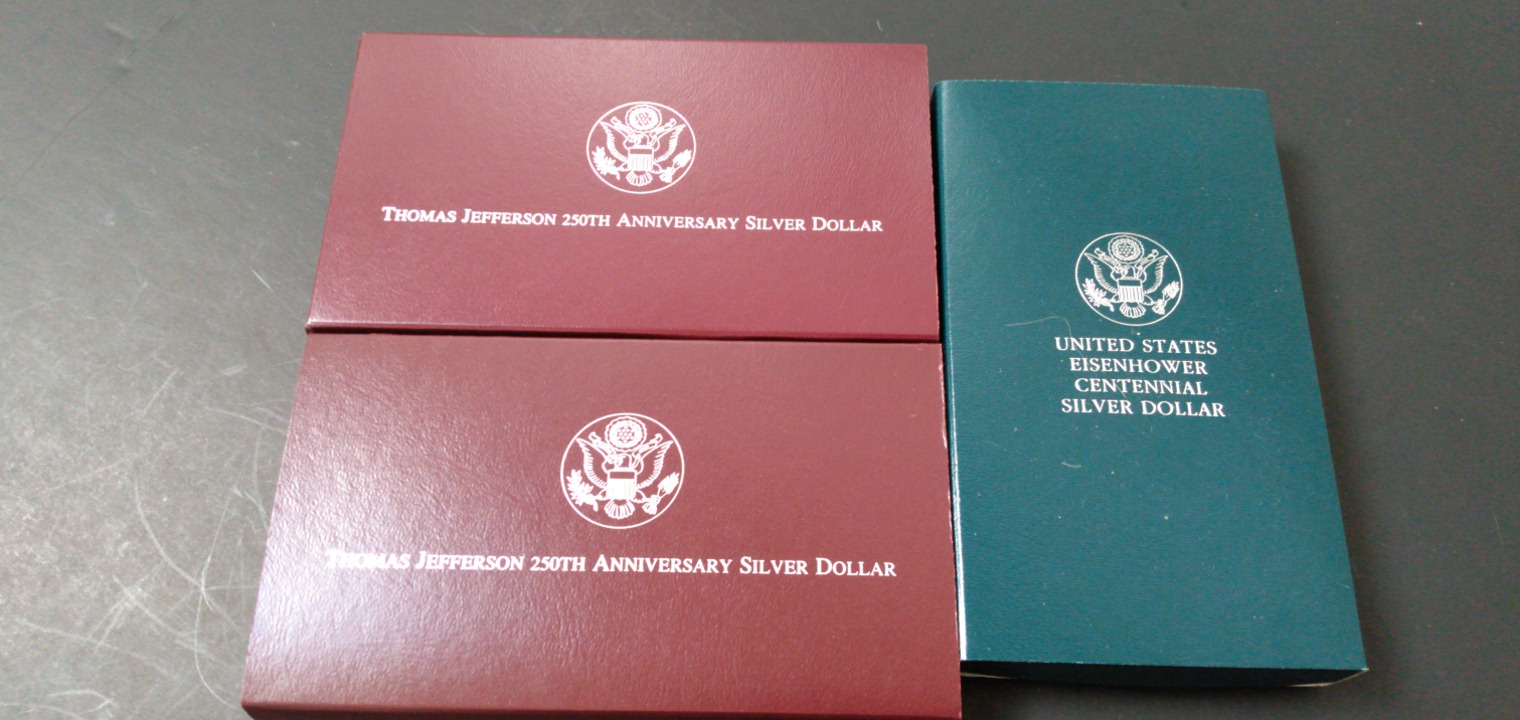 THOMAS JEFFERSON 250TH ANNIVERSARY SILVER DOLLAR
THOMAS JEFFERSON 250TH ANNIVERSARY SILVER DOLLAR
UNITED STATES
EISENHOWER
CENTENNIAL
SILVER DOLLAR